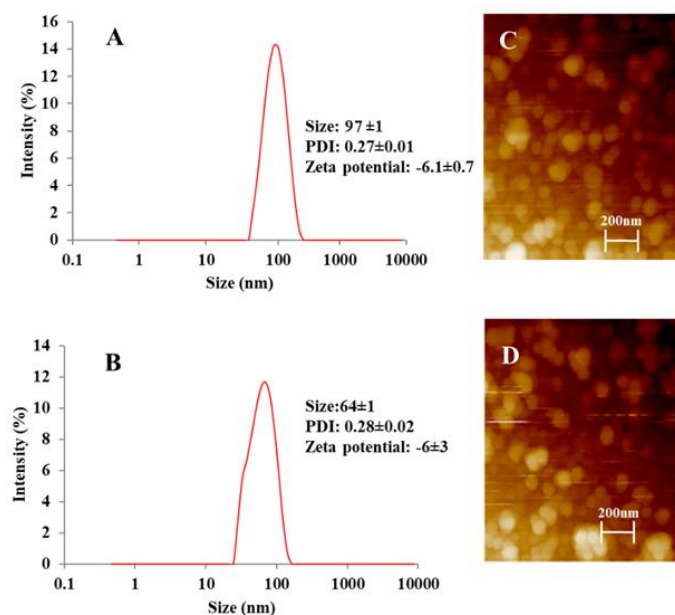 A
16
14
12
10
8
6
4
2
0
Intensity (%)
Size: 97 ±1
PDI: 0.27±0.01
Zeta potential: -6.1±0.7
0.1 1 10 100 1000 10000
Size (nm)
C
200nm
B
14
12
10
8
6
4
2
0
Intensity (%)
Size:64±1
PDI: 0.28±0.02
Zeta potential: -6±3
0.1 1 10 100 1000 10000
Size (nm)
D
200nm